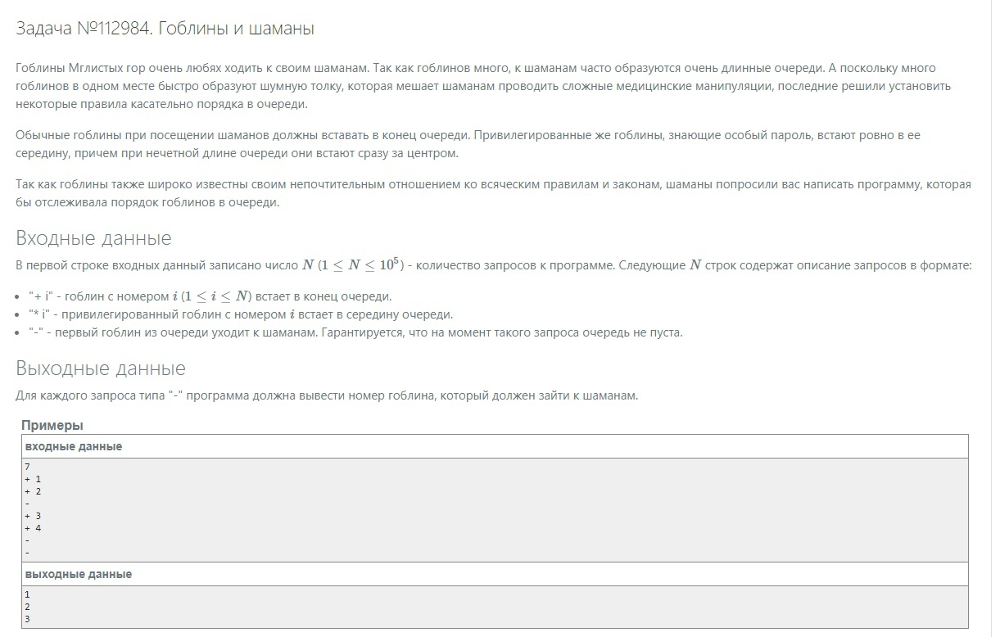 Задача №112984. Гоблины и шаманы
Гоблины Мглистых гор очень любях ходить к своим шаманам. Так как гоблинов много, к шаманам часто образуются очень длинные очереди. А поскольку много
гоблинов в одном месте быстро образуют шумную толку, которая мешает шаманам проводить сложные медицинские манипуляции, последние решили установить
некоторые правила касательно порядка в очереди.
Обычные гоблины при посещении шаманов должны вставать в конец очереди. Привилегированные же гоблины, знающие особый пароль, встают ровно в ее
середину, причем при нечетной длине очереди они встают сразу за центром.
Так как гоблины также широко известны своим непочтительным отношением ко всяческим правилам и законам, шаманы попросили вас написать программу, которая
бы отслеживала порядок гоблинов в очереди.
Входные данные
В первой строке входных данный записано число N (1 ≤ N ≤ 10⁵) - количество запросов к программе. Следующие N строк содержат описание запросов в формате:
• "+ i" - гоблин с номером i (1 ≤ i ≤ N) встает в конец очереди.
• "* i" - привилегированный гоблин с номером i встает в середину очереди.
• "-" - первый гоблин из очереди уходит к шаманам. Гарантируется, что на момент такого запроса очередь не пуста.
Выходные данные
Для каждого запроса типа "-" программа должна вывести номер гоблина, который должен зайти к шаманам.
Примеры
входные данные
7
+ 1
+ 2
-
+ 3
+ 4
-
-
выходные данные
1
2
3